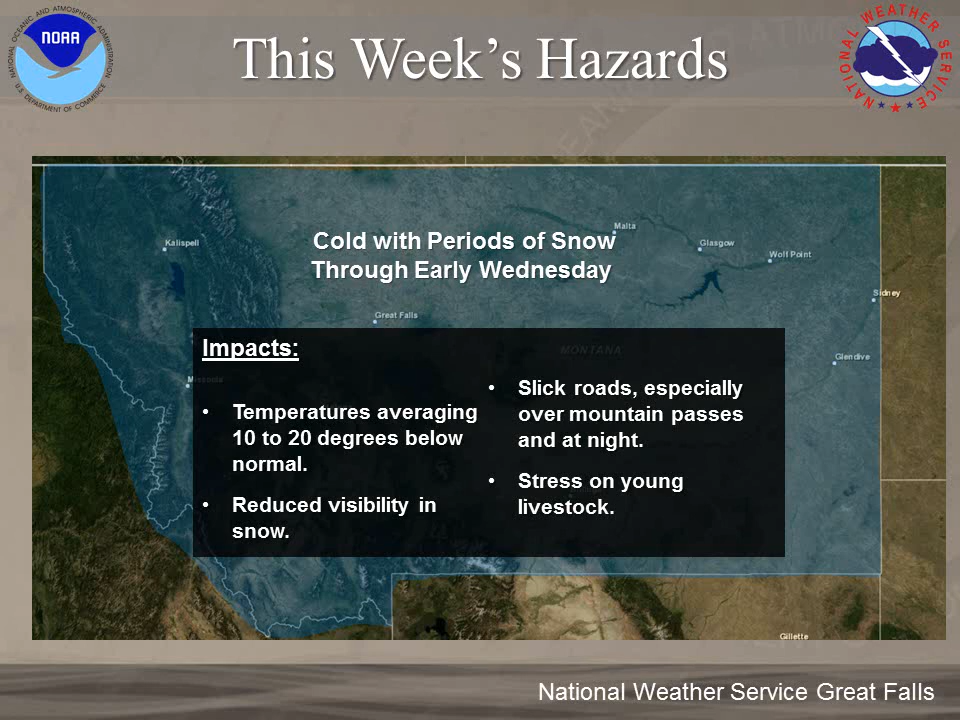 NATIONAL OCEANIC AND ATMOSPHERIC ADMINISTRATION
U.S. DEPARTMENT OF COMMERCE
NOAA
This Week's Hazards
NATIONAL WEATHER SERVICE
Cold with Periods of Snow
Through Early Wednesday
Kalispell
Malta
Glasgow
Wolf Point
Sidney
Great Falls
MONTANA
Glendive
Missoula
Impacts:
• Temperatures averaging
10 to 20 degrees below
normal.
• Reduced visibility in
snow.
• Slick roads, especially
over mountain passes
and at night.
• Stress on young
livestock.
Gillette
National Weather Service Great Falls